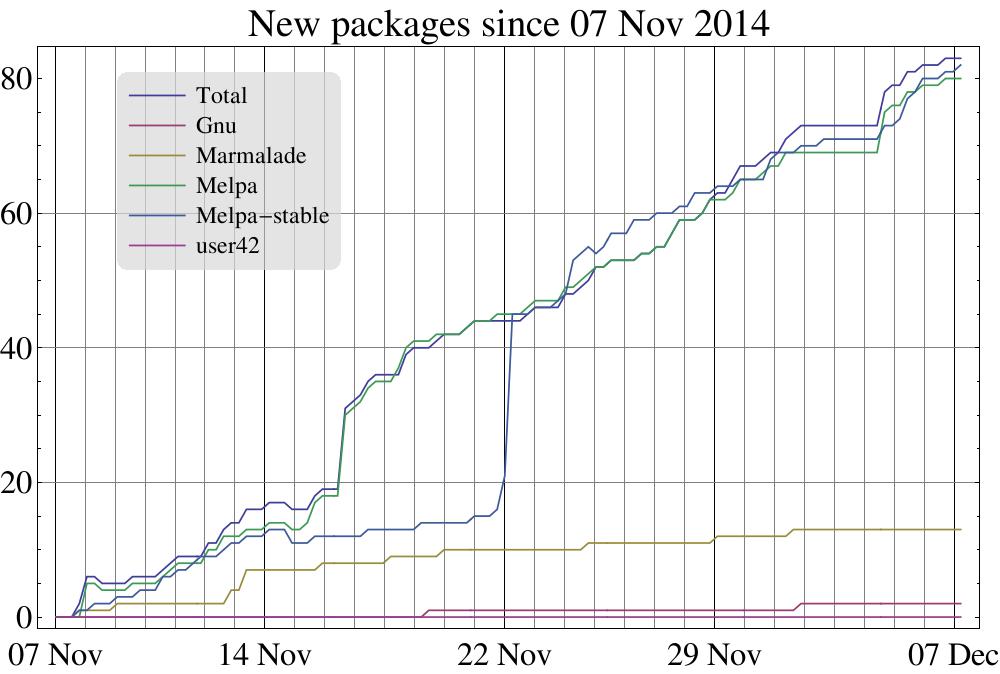 New packages since 07 Nov 2014
80
60
40
20
0
Total
Gnu
Marmalade
Melpa
Melpa−stable
user42
07 Nov 14 Nov 22 Nov 29 Nov 07 Dec